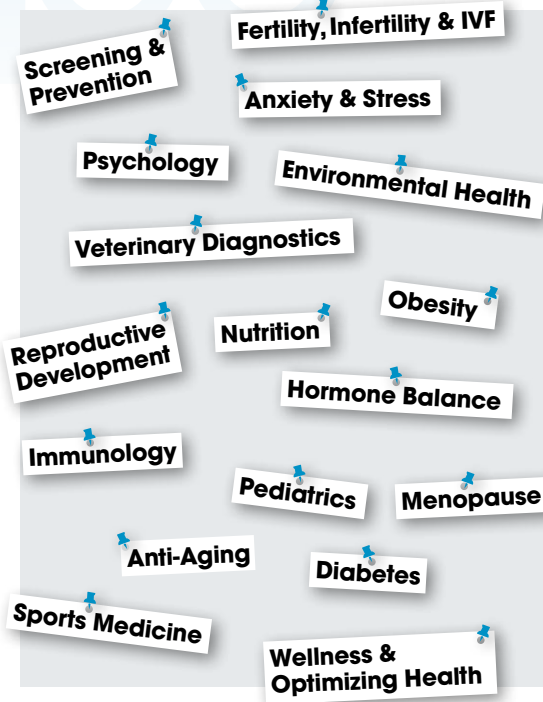 Fertility, Infertility & IVF
Screening &
Prevention
Anxiety & Stress
Psychology
Environmental Health
Veterinary Diagnostics
Obesity
Reproductive
Development
Nutrition
Hormone Balance
Immunology
Pediatrics
Menopause
Anti-Aging
Diabetes
Sports Medicine
Wellness &
Optimizing Health